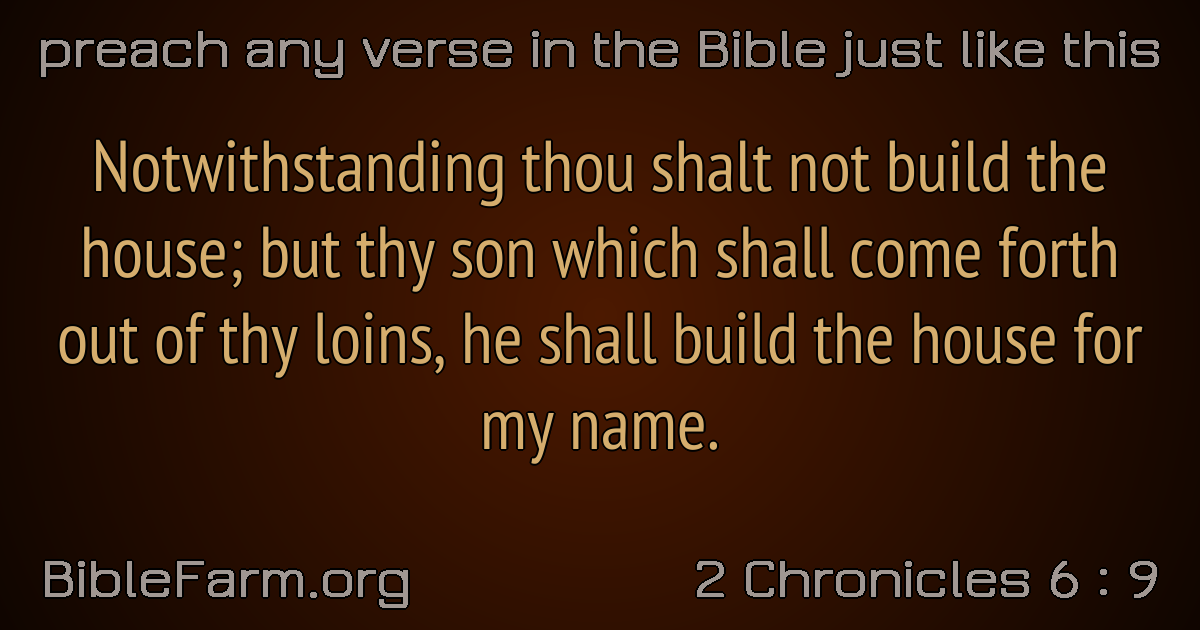 preach any verse in the Bible just like this
Notwithstanding thou shalt not build the
house; but thy son which shall come forth
out of thy loins, he shall build the house for
my name.
BibleFarm.org
2 Chronicles 6 : 9